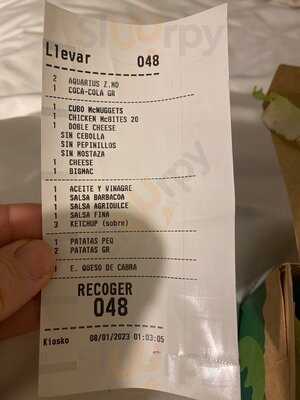 Llevar 048
2 AQUARIUS Z.ND
1 COCA-COLA GR
1 CUBO McNUGGETS
1 CHICKEN McBITES 20
1 DOBLE CHEESE
SIN CEBOLLA
SIN PEPINILLOS
SIN MOSTAZA
1 CHEESE
1 BIGMAC
1 ACEITE Y VINAGRE
1 SALSA BARBACOA
1 SALSA AGRIDULCE
1 SALSA FINA
3 KETCHUP (sobre)
1 PATATAS PEQ
2 PATATAS GR
1 E. QUESO DE CABRA
RECOGER
048
Kiosko 08/01/2023 01:03:05